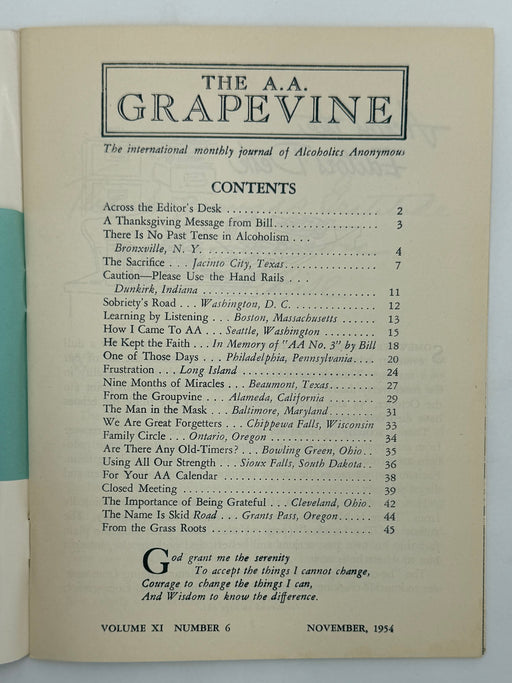 THE A.A.
GRAPEVINE
The international monthly journal of Alcoholics Anonymous
CONTENTS
Across the Editor's Desk . . . . . . . . . . . . . . . . . . . . . . . . . . . . 2
A Thanksgiving Message from Bill. . . . . . . . . . . . . . . . . . . 3
There Is No Past Tense in Alcoholism . . .
Bronxville, N. Y. . . . . . . . . . . . . . . . . . . . . . . . . . . . . . . 4
The Sacrifice . . . Jacinto City, Texas. . . . . . . . . . . . . . . . . 7
Caution—Please Use the Hand Rails . . .
Dunkirk, Indiana . . . . . . . . . . . . . . . . . . . . . . . . . . . . . 11
Sobriety's Road . . . Washington, D. C. . . . . . . . . . . . . . . . 12
Learning by Listening . . . Boston, Massachusetts . . . . . . . 13
How I Came To AA . . . Seattle, Washington . . . . . . . . . . 15
He Kept the Faith . . . In Memory of "AA No. 3" by Bill 18
One of Those Days . . . Philadelphia, Pennsylvania. . . . . 20
Frustration . . . Long Island . . . . . . . . . . . . . . . . . . . . . . . 24
Nine Months of Miracles . . . Beaumont, Texas. . . . . . . . . 27
From the Groupvine . . . Alameda, California . . . . . . . . . 29
The Man in the Mask . . . Baltimore, Maryland. . . . . . . . . 31
We Are Great Forgetters . . . Chippewa Falls, Wisconsin 33
Family Circle . . . Ontario, Oregon . . . . . . . . . . . . . . . . . . 34
Are There Any Old-Timers? . . . Bowling Green, Ohio. . 35
Using All Our Strength . . . Sioux Falls, South Dakota. . 36
For Your AA Calendar . . . . . . . . . . . . . . . . . . . . . . . . . . . 38
Closed Meeting . . . . . . . . . . . . . . . . . . . . . . . . . . . . . . . . . 39
The Importance of Being Grateful . . . Cleveland, Ohio. 42
The Name Is Skid Road . . . Grants Pass, Oregon. . . . . . 44
From the Grass Roots . . . . . . . . . . . . . . . . . . . . . . . . . . . . 45
God grant me the serenity
To accept the things I cannot change,
Courage to change the things I can,
And Wisdom to know the difference.
VOLUME XI NUMBER 6 NOVEMBER, 1954